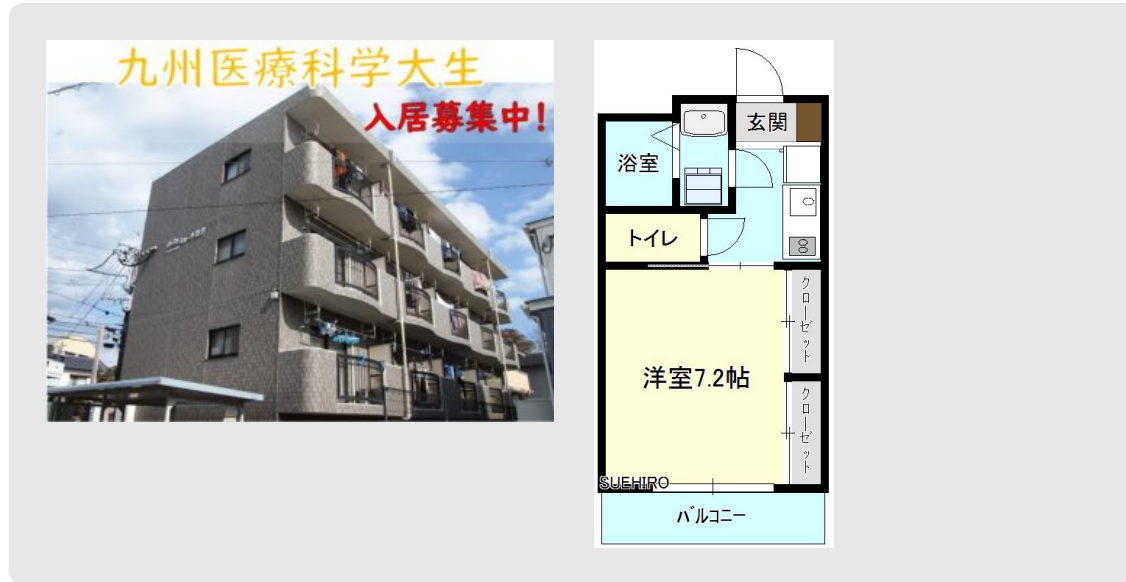 九州医療科学大生
入居募集中!
玄関
浴室
トイレ
クローゼット
洋室7.2帖
クローゼット
SUEHIRO
バルコニー